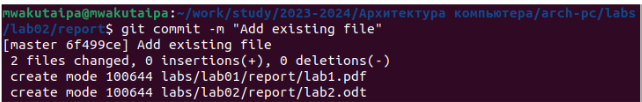 mwakutaipa@mwakutaipa:~/work/study/2023-2024/Архитектура компьютера/arch-pc/labs
/lab02/report$ git commit -m "Add existing file"
[master 6f499ce] Add existing file
 2 files changed, 0 insertions(+), 0 deletions(-)
 create mode 100644 labs/lab01/report/lab1.pdf
 create mode 100644 labs/lab02/report/lab2.odt